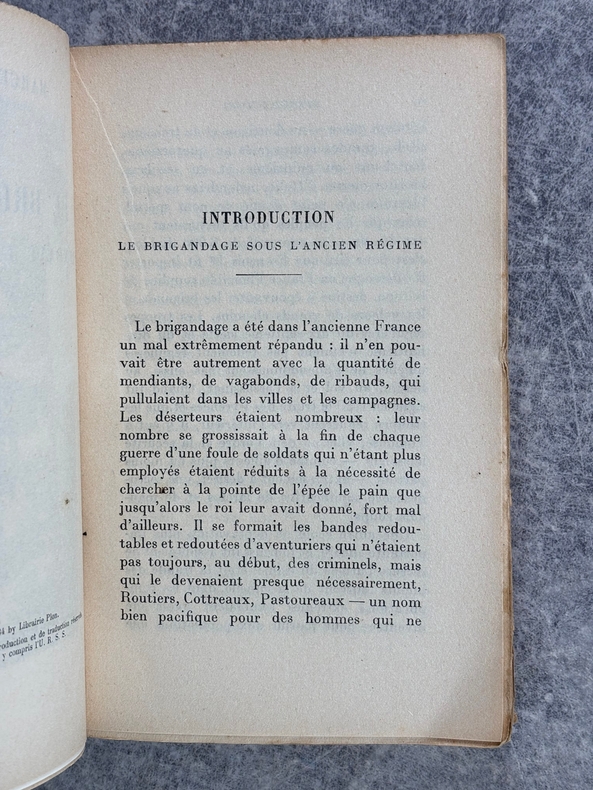 INTRODUCTION
LE BRIGANDAGE SOUS L'ANCIEN RÉGIME
Le brigandage a été dans l'ancienne France
un mal extrêmement répandu : il n'en pou-
vait être autrement avec la quantité de
mendiants, de vagabonds, de ribauds, qui
pullulaient dans les villes et les campagnes.
Les déserteurs étaient nombreux : leur
nombre se grossissait à la fin de chaque
guerre d'une foule de soldats qui n'étant plus
employés étaient réduits à la nécessité de
chercher à la pointe de l'épée le pain que
jusqu'alors le roi leur avait donné, fort mal
d'ailleurs. Il se formait les bandes redou-
tables et redoutées d'aventuriers qui n'étaient
pas toujours, au début, des criminels, mais
qui le devenaient presque nécessairement,
Routiers, Cottreaux, Pastoureaux — un nom
bien pacifique pour des hommes qui ne
by Librairie Plon.
et de traduction
y compris l'U. R. S. S.